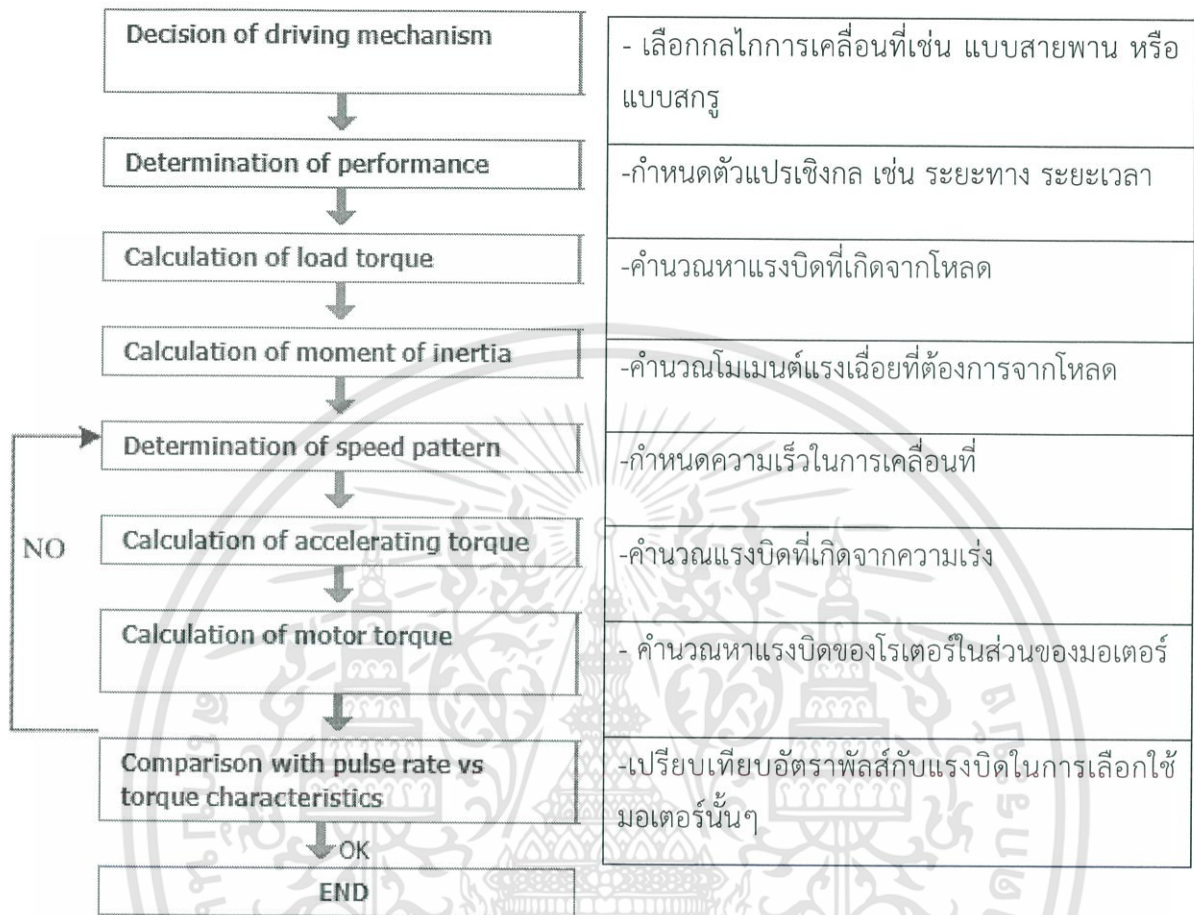 Decision of driving mechanism
- เลือกกลไกการเคลื่อนที่เช่น แบบสายพาน หรือ
แบบสกรู
Determination of performance
-กำหนดตัวแปรเชิงกล เช่น ระยะทาง ระยะเวลา
Calculation of load torque
-คำนวณหาแรงบิดที่เกิดจากโหลด
Calculation of moment of inertia
-คำนวณโมเมนต์แรงเฉื่อยที่ต้องการจากโหลด
Determination of speed pattern
-กำหนดความเร็วในการเคลื่อนที่
NO
Calculation of accelerating torque
-คำนวณแรงบิดที่เกิดจากความเร่ง
Calculation of motor torque
- คำนวณหาแรงบิดของโรเตอร์ในส่วนของมอเตอร์
Comparison with pulse rate vs
torque characteristics
-เปรียบเทียบอัตราพัลส์กับแรงบิดในการเลือกใช้
มอเตอร์นั้นๆ
OK
END